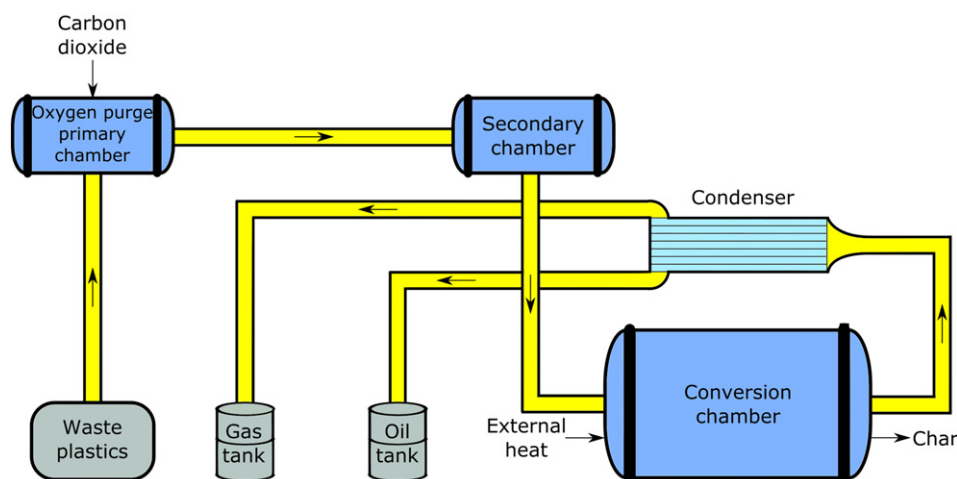 Carbon
dioxide
Oxygen purge
primary
chamber
Secondary
chamber
Condenser
Conversion
chamber
External
heat
Char
Waste
plastics
Gas
tank
Oil
tank